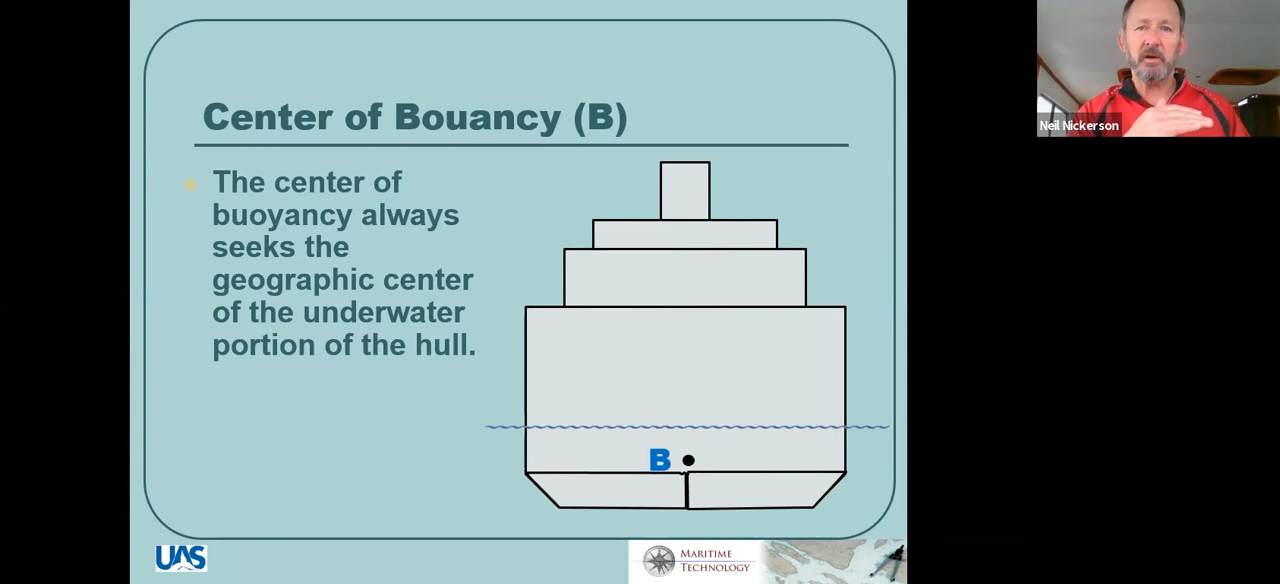 Center of Bouancy (B)
The center of
buoyancy always
seeks the
geographic center
of the underwater
portion of the hull.
B
UAS
MARITIME
TECHNOLOGY
Neil Nickerson